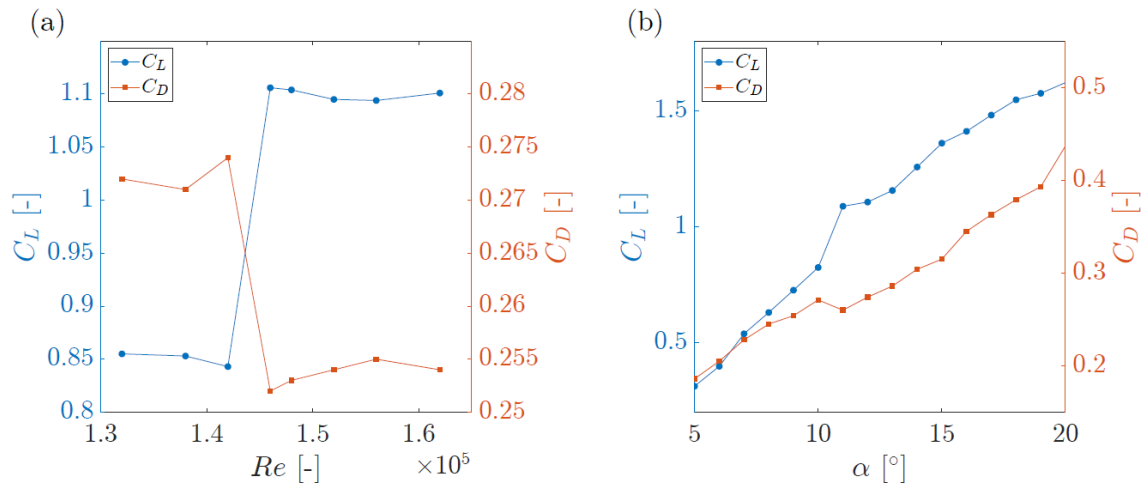 (a)
C_L
C_D
1.1
1.05
1
0.95
0.9
0.85
0.8
C_L [-]
0.28
0.275
0.27
0.265
0.26
0.255
0.25
C_D [-]
1.3
1.4
1.5
1.6
×10^5
Re [-]
(b)
C_L
C_D
1.5
1
0.5
C_L [-]
0.5
0.4
0.3
0.2
C_D [-]
5
10
15
20
α [°]